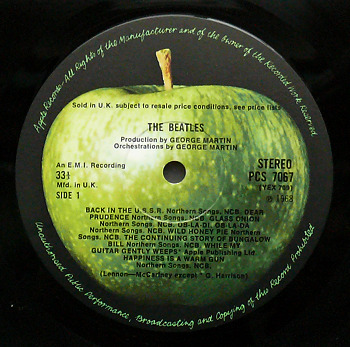 Apple Records. All Rights of the Manufacturer and of the Owner of the Recorded Work Reserved
Sold in U.K. subject to resale price conditions, see price lists
THE BEATLES
Production by GEORGE MARTIN
Orchestrations by GEORGE MARTIN
An E.M.I. Recording
33⅓
Mfd. in U.K.
SIDE 1
STEREO
PCS 7067
(YEX 709)
℗ 1968
BACK IN THE U.S.S.R. Northern Songs, NCB. DEAR
PRUDENCE Northern Songs, NCB. GLASS ONION
Northern Songs, NCB. OB-LA-DI, OB-LA-DA
Northern Songs, NCB. WILD HONEY PIE Northern
Songs, NCB. THE CONTINUING STORY OF BUNGALOW
BILL Northern Songs, NCB. WHILE MY
GUITAR GENTLY WEEPS* Apple Publishing Ltd.
HAPPINESS IS A WARM GUN
Northern Songs, NCB.
(Lennon—McCartney except * G. Harrison)
Unauthorised Public Performance, Broadcasting and Copying of this Record Prohibited